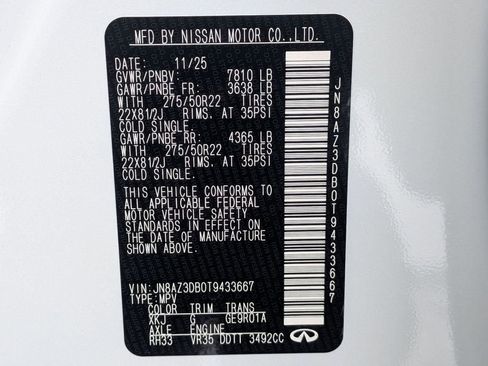 MFD BY NISSAN MOTOR CO.,LTD.
DATE: 11/25
GVWR/PNBV: 7810 LB
GAWR/PNBE FR: 3638 LB
WITH 275/50R22 TIRES
22X81/2J RIMS, AT 35PSI
COLD SINGLE.
GAWR/PNBE RR: 4365 LB
WITH 275/50R22 TIRES
22X81/2J RIMS, AT 35PSI
COLD SINGLE.
THIS VEHICLE CONFORMS TO
ALL APPLICABLE FEDERAL
MOTOR VEHICLE SAFETY
STANDARDS IN EFFECT ON
THE DATE OF MANUFACTURE
SHOWN ABOVE.
VIN: JN8AZ3DB0T9433667
TYPE: MPV
COLOR TRIM TRANS
XKJ G GE9R01A
AXLE ENGINE
RH33 VR35 DDTT 3492CC
JN8AZ3DB0T9433667